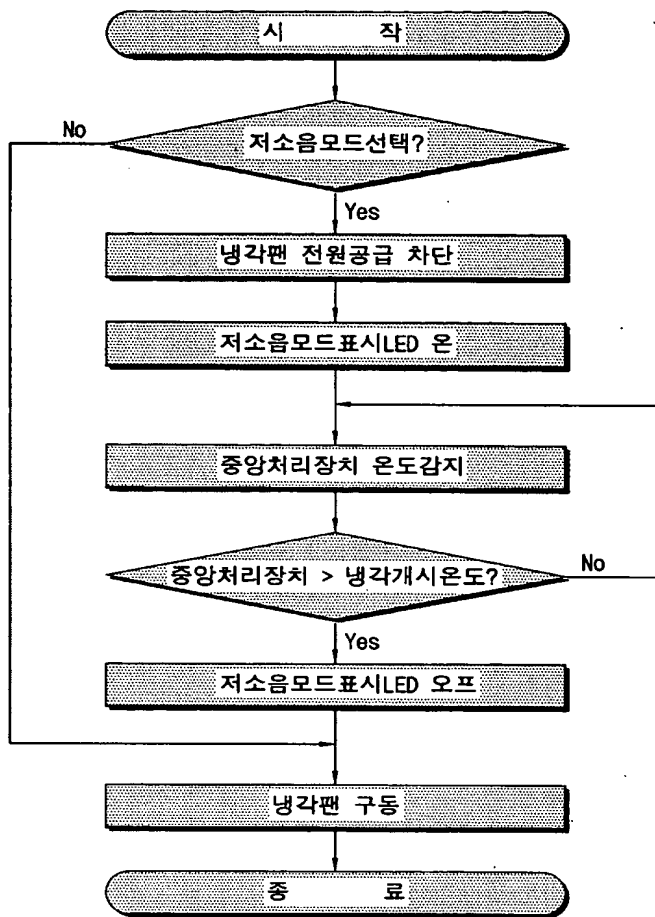 시 작
No
저소음모드선택?
Yes
냉각팬 전원공급 차단
저소음모드표시LED 온
중앙처리장치 온도감지
중앙처리장치 > 냉각개시온도?
No
Yes
저소음모드표시LED 오프
냉각팬 구동
종 료